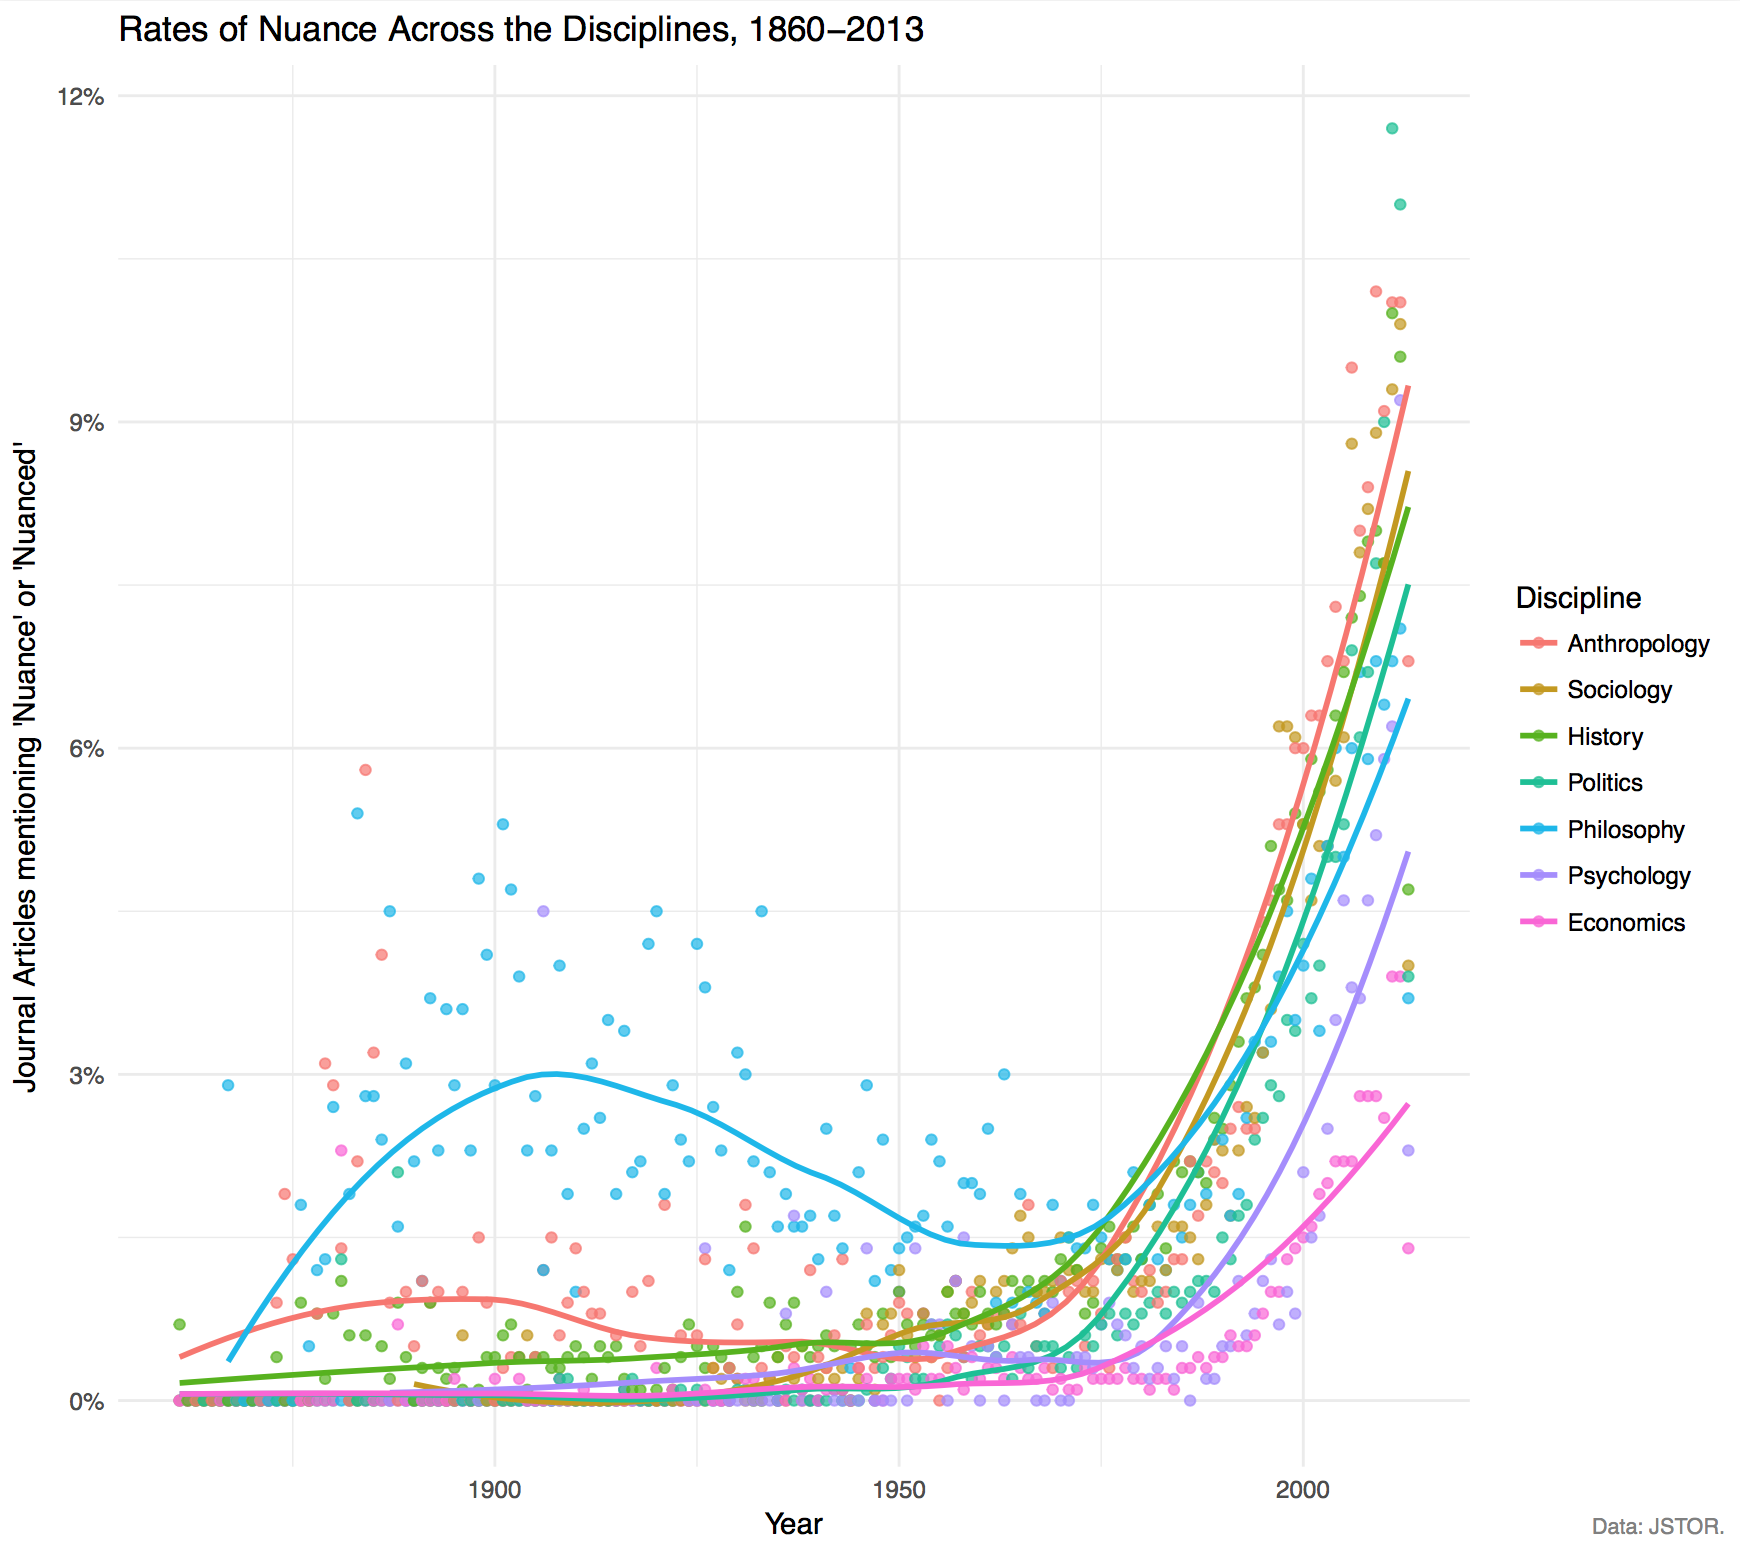 Rates of Nuance Across the Disciplines, 1860–2013
12%
9%
6%
3%
0%
Journal Articles mentioning 'Nuance' or 'Nuanced'
1900
1950
2000
Year
Discipline
Anthropology
Sociology
History
Politics
Philosophy
Psychology
Economics
Data: JSTOR.